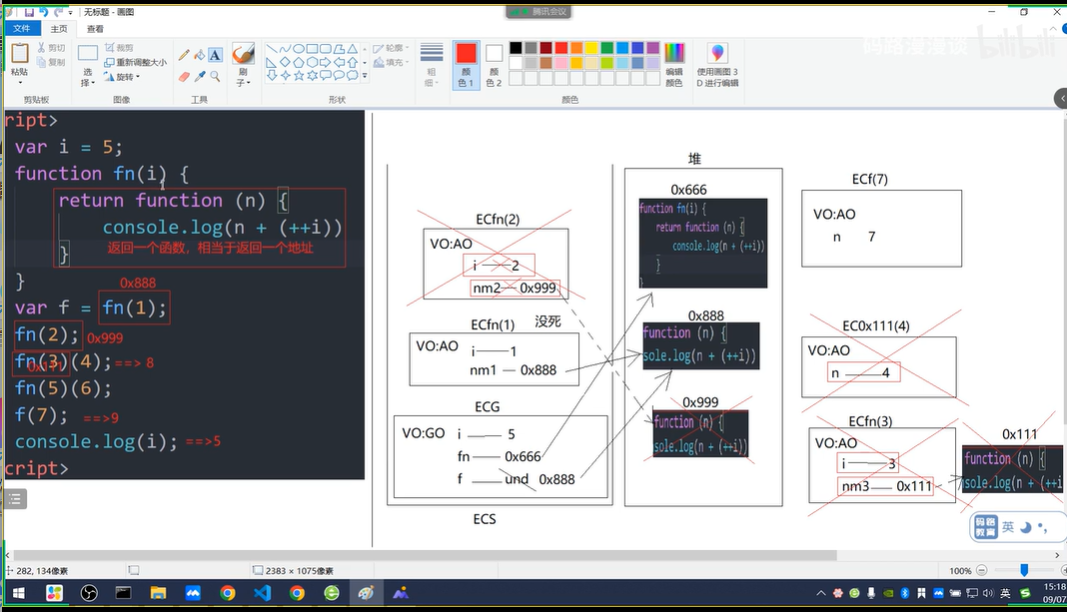 无标题 - 画图
腾讯会议
文件 主页 查看
剪切
复制
粘贴
裁剪
重新调整大小
旋转
选择
刷子
轮廓
填充
粗细
颜色 1
颜色 2
编辑颜色
使用画图 3D 进行编辑
剪贴板 图像 工具 形状 颜色
码路漫漫谈 bilibili
ript>
var i = 5;
function fn(i) {
return function (n) {
console.log(n + (++i))
返回一个函数，相当于返回一个地址
}
}
0x888
var f = fn(1);
fn(2); 0x999
fn(3)(4); ==> 8
0x111
fn(5)(6);
f(7); ==>9
console.log(i); ==>5
cript>
ECfn(2)
VO:AO
i 2
nm2 0x999
没死
ECfn(1)
VO:AO
i 1
nm1 0x888
ECG
VO:GO i 5
fn 0x666
f und 0x888
ECS
堆
0x666
function fn(i) {
return function (n) {
console.log(n + (++i))
}
}
0x888
function (n) {
sole.log(n + (++i))
0x999
function (n) {
sole.log(n + (++i))
ECf(7)
VO:AO
n 7
EC0x111(4)
VO:AO
n 4
ECfn(3)
VO:AO
i 3
nm3 0x111
0x111
function (n) {
sole.log(n + (++i
码路教育 英
282, 134像素
2383 × 1075像素
100%
英
15:18
09/07